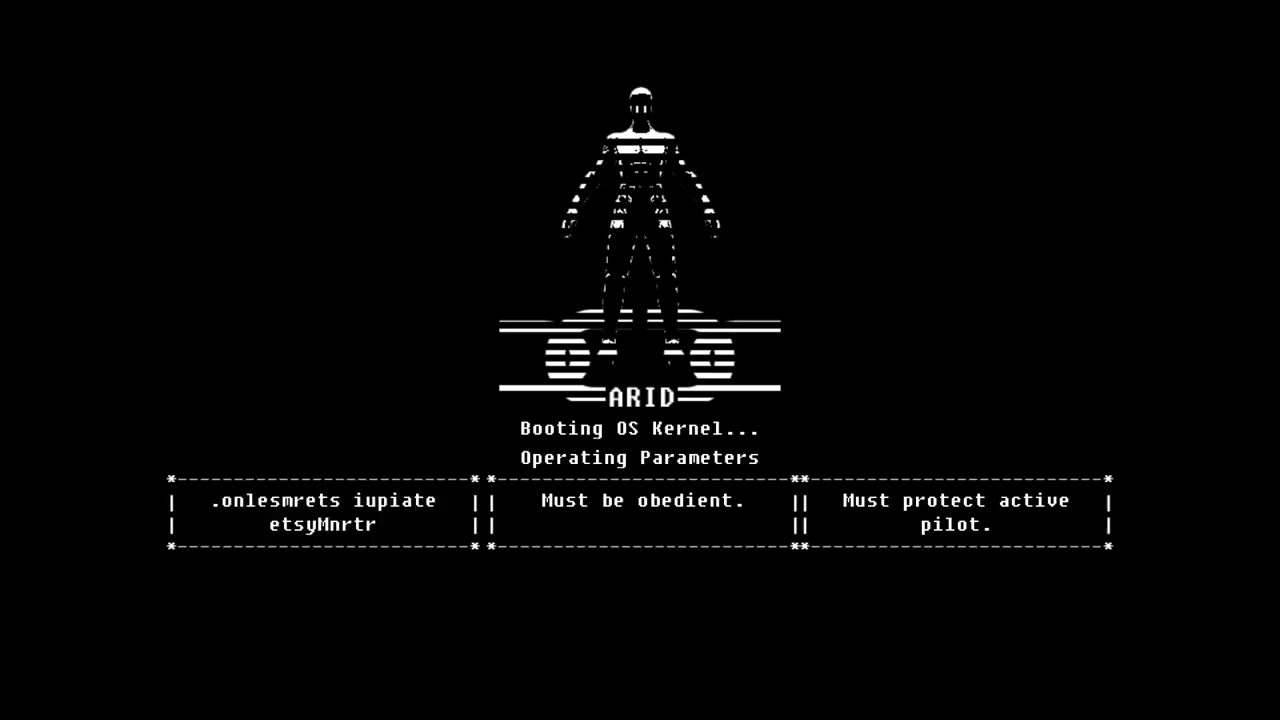 ARID
Booting OS Kernel...
Operating Parameters
.onlesmrets iupiate
etsyMnrtr
Must be obedient.
Must protect active
pilot.